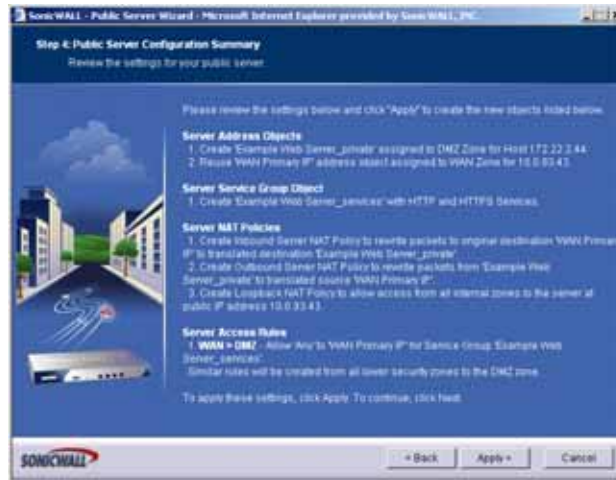 SonicWALL - Public Server Wizard - Microsoft Internet Explorer provided by SonicWALL, INC.
Step 4: Public Server Configuration Summary
Review the settings for your public server.
Please review the settings below and click "Apply" to create the new objects listed below.
Server Address Objects
1. Create 'Example Web Server_private' assigned to DMZ Zone for Host 172.22.2.44.
2. Reuse 'WAN Primary IP' address object assigned to WAN Zone for 10.0.93.43.
Server Service Group Object
1. Create 'Example Web Server_services' with HTTP and HTTPS Services.
Server NAT Policies
1. Create Inbound Server NAT Policy to rewrite packets to original destination 'WAN Primary
IP' to translated destination 'Example Web Server_private'
2. Create Outbound Server NAT Policy to rewrite packets from 'Example Web
Server_private' to translated source 'WAN Primary IP'.
3. Create Loopback NAT Policy to allow access from all internal zones to the server at
public IP address 10.0.93.43.
Server Access Rules
1. WAN > DMZ - Allow 'Any' to 'WAN Primary IP' for Service Group 'Example Web
Server_services'
Similar rules will be created from all lower security zones to the DMZ zone.
To apply these settings, click Apply. To continue, click Next.
SONICWALL
< Back
Apply >
Cancel